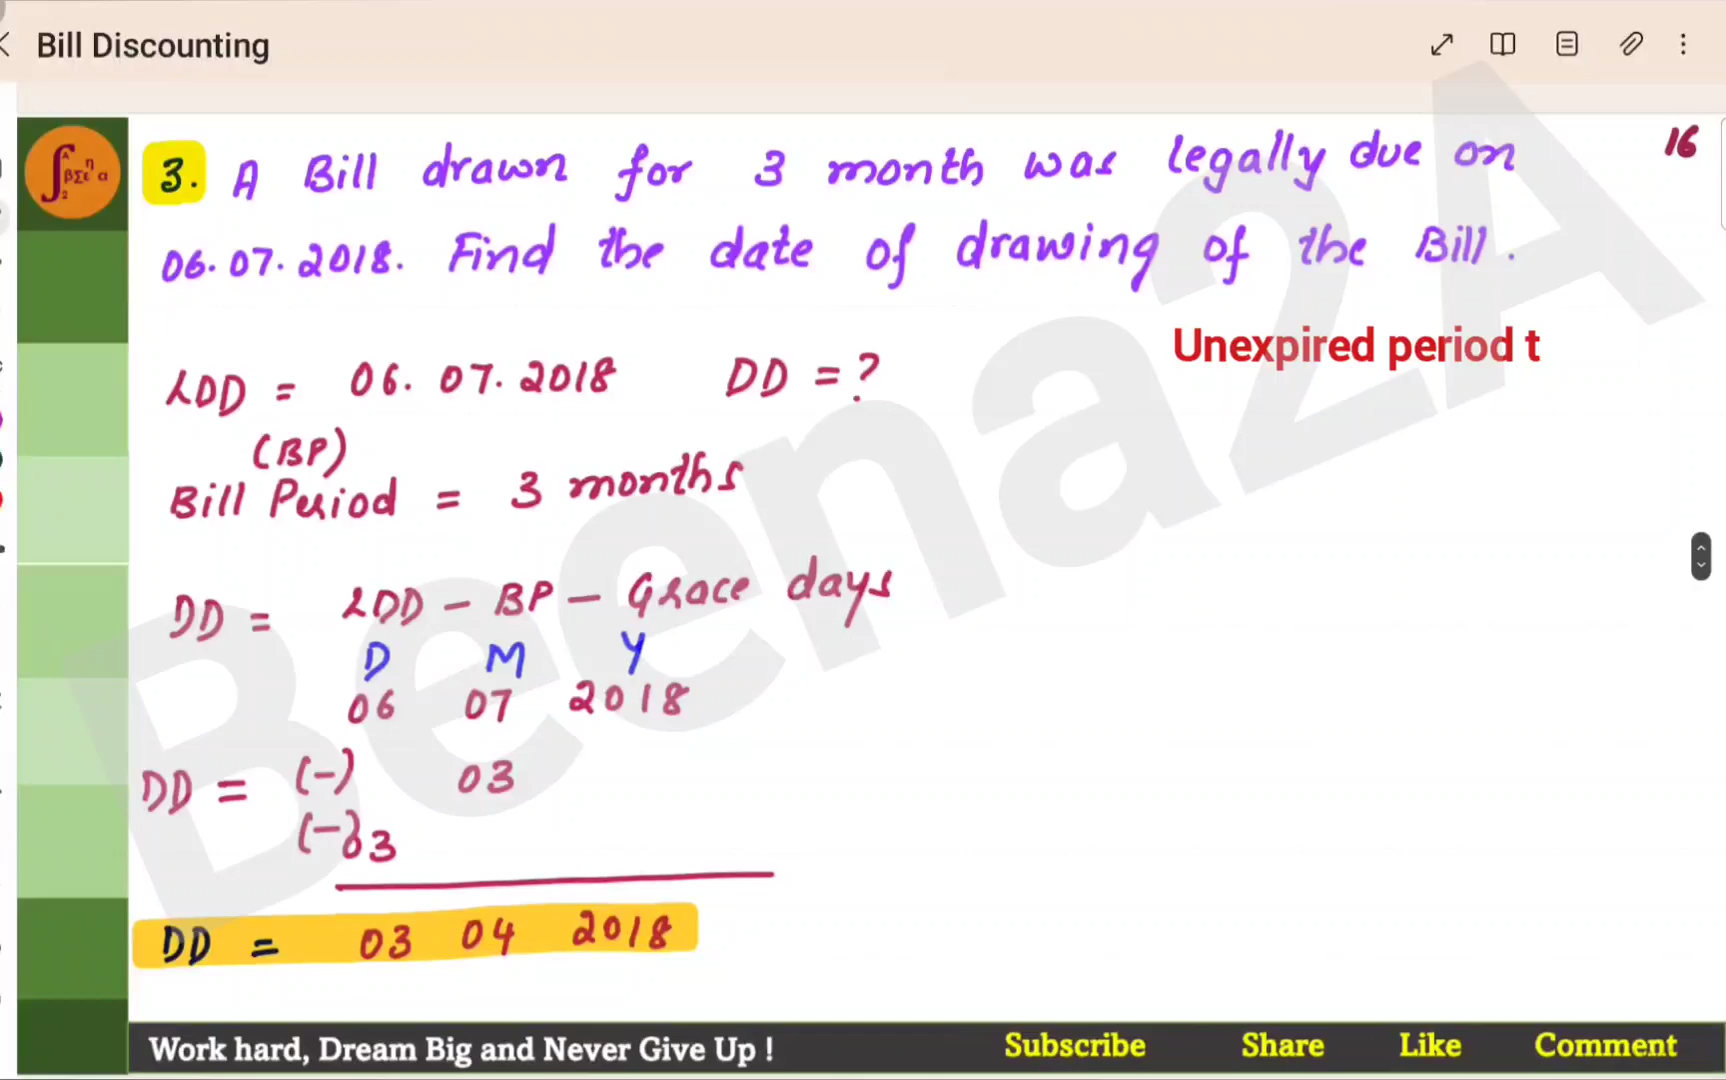 Bill Discounting
16
3. A Bill drawn for 3 month was legally due on
06.07.2018. Find the date of drawing of the Bill.
Unexpired period t
LDD = 06.07.2018 DD = ?
(BP)
Bill Period = 3 months
DD = LDD - BP - Grace days
D M Y
06 07 2018
DD = (-) 03
(-)03
DD = 03 04 2018
Beena2A
Work hard, Dream Big and Never Give Up ! Subscribe Share Like Comment